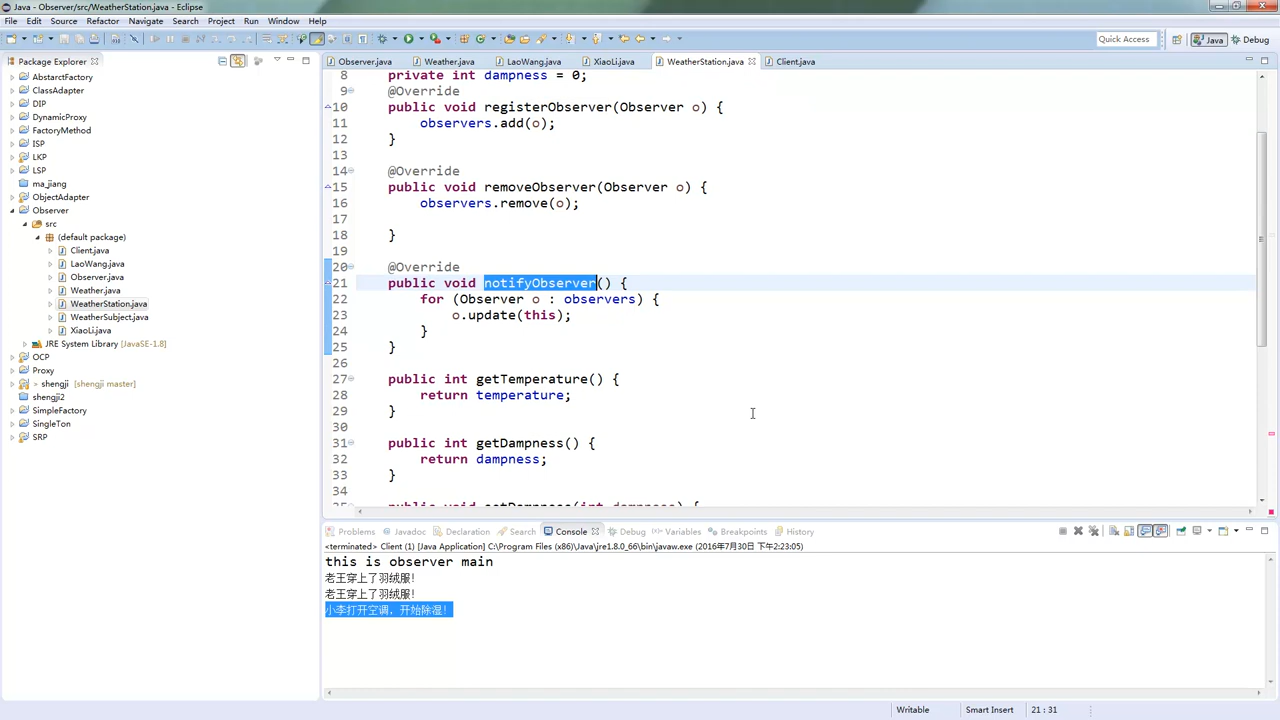 Java - Observer/src/WeatherStation.java - Eclipse
File Edit Source Refactor Navigate Search Project Run Window Help
Quick Access Java Debug
Package Explorer
AbstarctFactory
ClassAdapter
DIP
DynamicProxy
FactoryMethod
ISP
LKP
LSP
ma_jiang
ObjectAdapter
Observer
src
(default package)
Client.java
LaoWang.java
Observer.java
Weather.java
WeatherStation.java
WeatherSubject.java
XiaoLi.java
JRE System Library [JavaSE-1.8]
OCP
Proxy
> shengji [shengji master]
shengji2
SimpleFactory
SingleTon
SRP
Observer.java Weather.java LaoWang.java XiaoLi.java WeatherStation.java Client.java
8 private int dampness = 0;
9 @Override
10 public void registerObserver(Observer o) {
11 observers.add(o);
12 }
13
14 @Override
15 public void removeObserver(Observer o) {
16 observers.remove(o);
17
18 }
19
20 @Override
21 public void notifyObserver() {
22 for (Observer o : observers) {
23 o.update(this);
24 }
25 }
26
27 public int getTemperature() {
28 return temperature;
29 }
30
31 public int getDampness() {
32 return dampness;
33 }
34
35 public void setDampness(int dampness) {
Problems Javadoc Declaration Search Console Debug Variables Breakpoints History
<terminated> Client (1) [Java Application] C:\Program Files (x86)\Java\jre1.8.0_66\bin\javaw.exe (2016年7月30日 下午2:23:05)
this is observer main
老王穿上了羽绒服!
老王穿上了羽绒服!
小李打开空调，开始除湿!
Writable Smart Insert 21 : 31